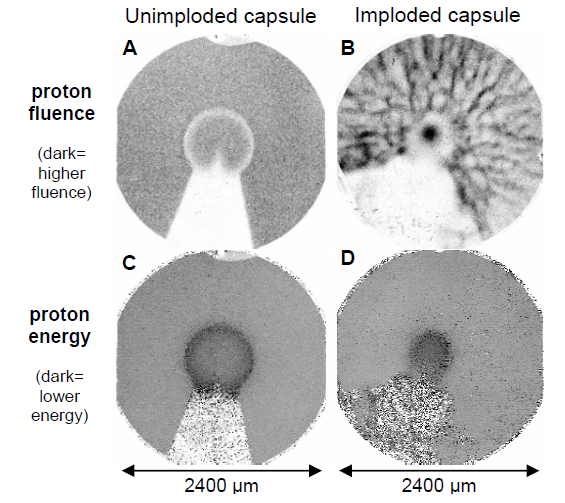 Unimploded capsule
Imploded capsule
A
B
proton
fluence
(dark=
higher
fluence)
C
D
proton
energy
(dark=
lower
energy)
2400 µm
2400 µm